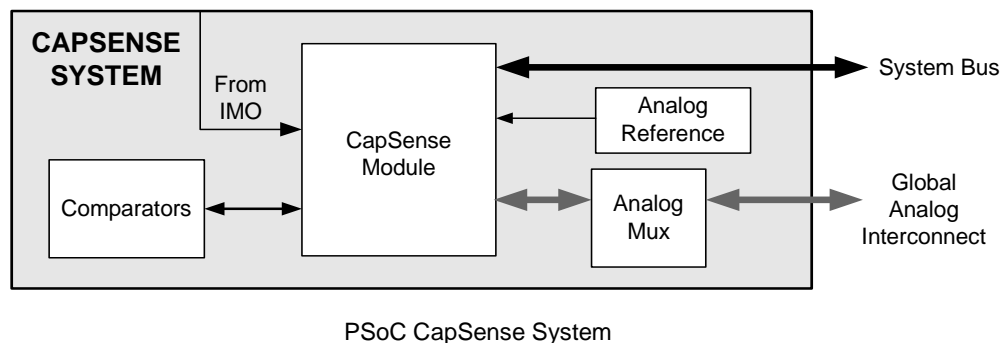 CAPSENSE
SYSTEM
From
IMO
CapSense
Module
System Bus
Analog
Reference
Comparators
Analog
Mux
Global
Analog
Interconnect
PSoC CapSense System